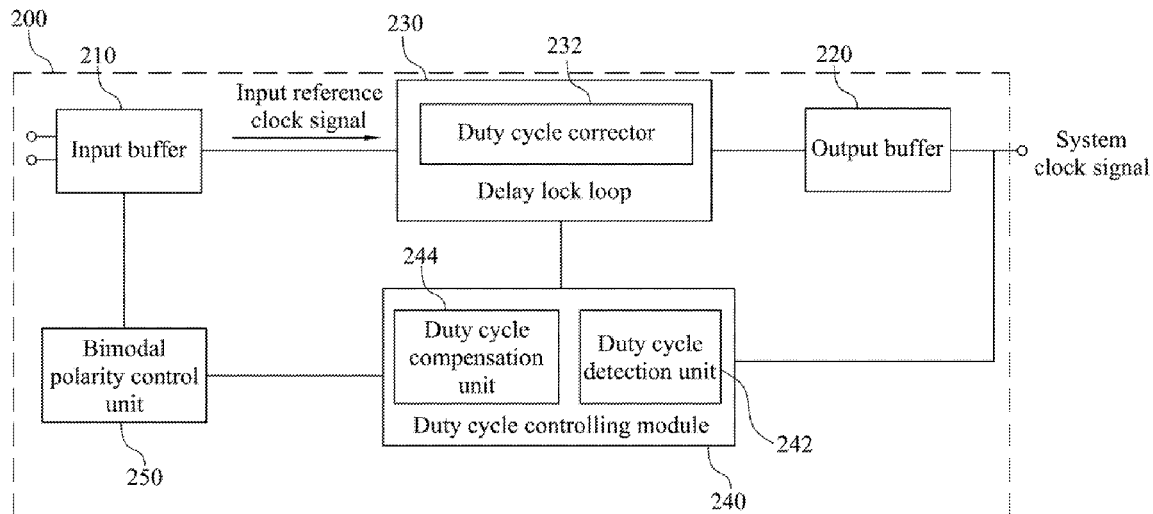 200
210
230
232
220
Input reference
clock signal
Input buffer
Duty cycle corrector
Delay lock loop
Output buffer
System
clock signal
244
Duty cycle
compensation
unit
Duty cycle
detection unit
Duty cycle controlling module
Bimodal
polarity control
unit
250
242
240